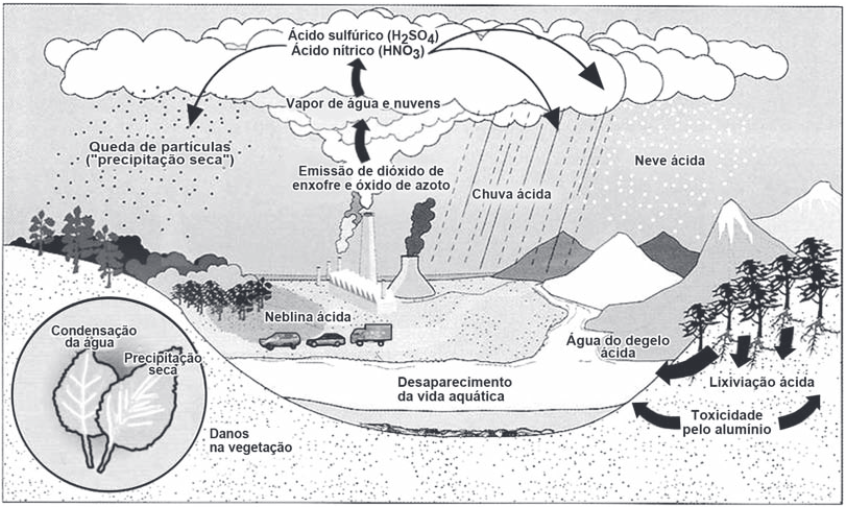 Ácido sulfúrico (H₂SO₄)
Ácido nítrico (HNO₃)
Vapor de água e nuvens
Queda de partículas
("precipitação seca")
Emissão de dióxido de
enxofre e óxido de azoto
Chuva ácida
Neve ácida
Neblina ácida
Condensação
da água
Precipitação
seca
Água do degelo
ácida
Lixiviação ácida
Desaparecimento
da vida aquática
Toxicidade
pelo alumínio
Danos
na vegetação